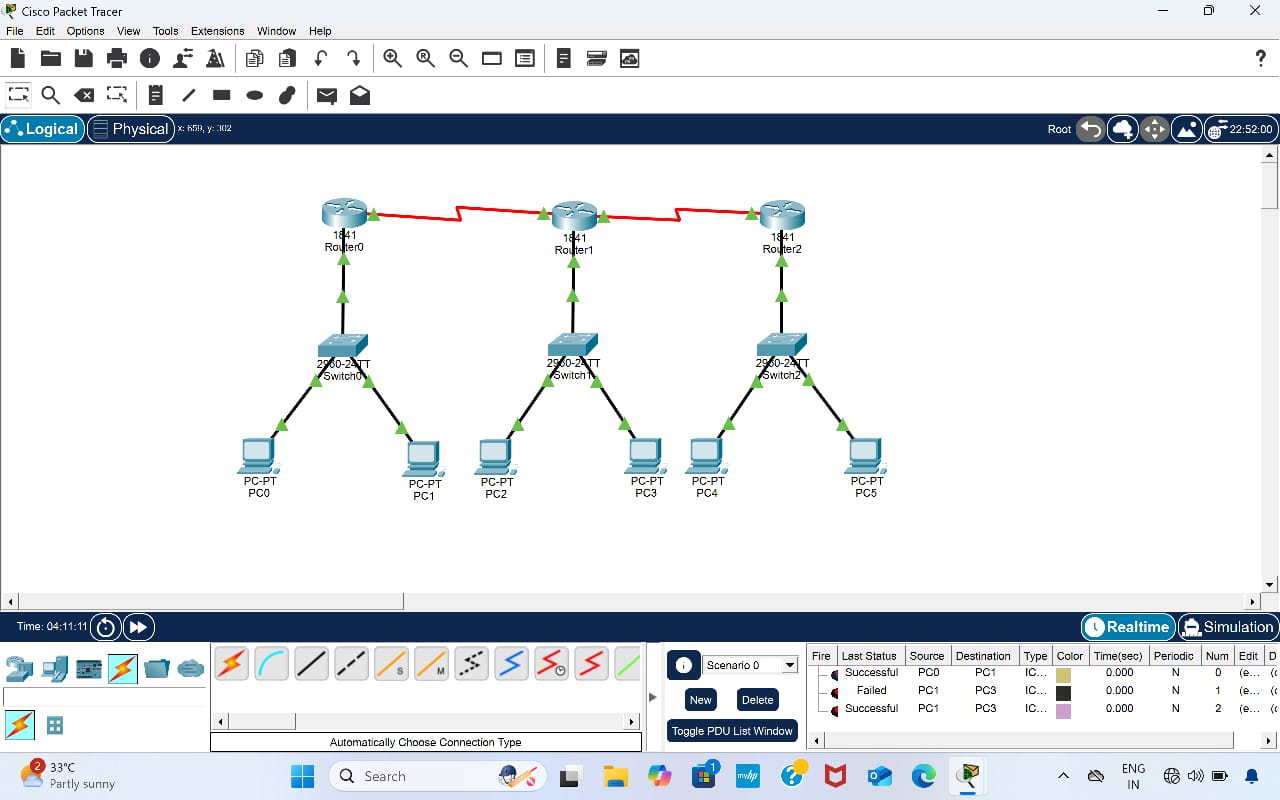 Cisco Packet Tracer
File Edit Options View Tools Extensions Window Help
Logical Physical x: 659, y: 302 Root 22:52:00
1841 1841 1841
Router0 Router1 Router2
2960-24TT 2960-24TT 2960-24TT
Switch0 Switch1 Switch2
PC-PT PC-PT PC-PT PC-PT PC-PT PC-PT
PC0 PC1 PC2 PC3 PC4 PC5
Time: 04:11:11 Realtime Simulation
Scenario 0
New Delete
Toggle PDU List Window
Fire Last Status Source Destination Type Color Time(sec) Periodic Num Edit D
Successful PC0 PC1 IC... 0.000 N 0 (e...
Failed PC1 PC3 IC... 0.000 N 1 (e...
Successful PC1 PC3 IC... 0.000 N 2 (e...
S M
Automatically Choose Connection Type
2 33°C
Partly sunny
Search
1
myhp
ENG
IN